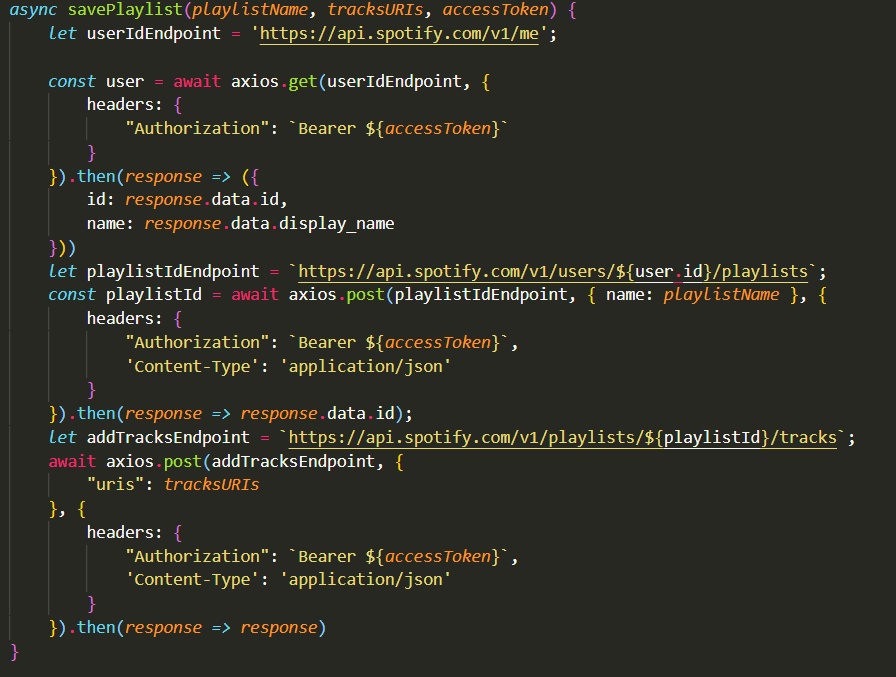 async savePlaylist(playlistName, tracksURIs, accessToken) {
    let userIdEndpoint = 'https://api.spotify.com/v1/me';

    const user = await axios.get(userIdEndpoint, {
        headers: {
            "Authorization": `Bearer ${accessToken}`
        }
    }).then(response => ({
        id: response.data.id,
        name: response.data.display_name
    }))
    let playlistIdEndpoint = `https://api.spotify.com/v1/users/${user.id}/playlists`;
    const playlistId = await axios.post(playlistIdEndpoint, { name: playlistName }, {
        headers: {
            "Authorization": `Bearer ${accessToken}`,
            'Content-Type': 'application/json'
        }
    }).then(response => response.data.id);
    let addTracksEndpoint = `https://api.spotify.com/v1/playlists/${playlistId}/tracks`;
    await axios.post(addTracksEndpoint, {
        "uris": tracksURIs
    }, {
        headers: {
            "Authorization": `Bearer ${accessToken}`,
            'Content-Type': 'application/json'
        }
    }).then(response => response)
}